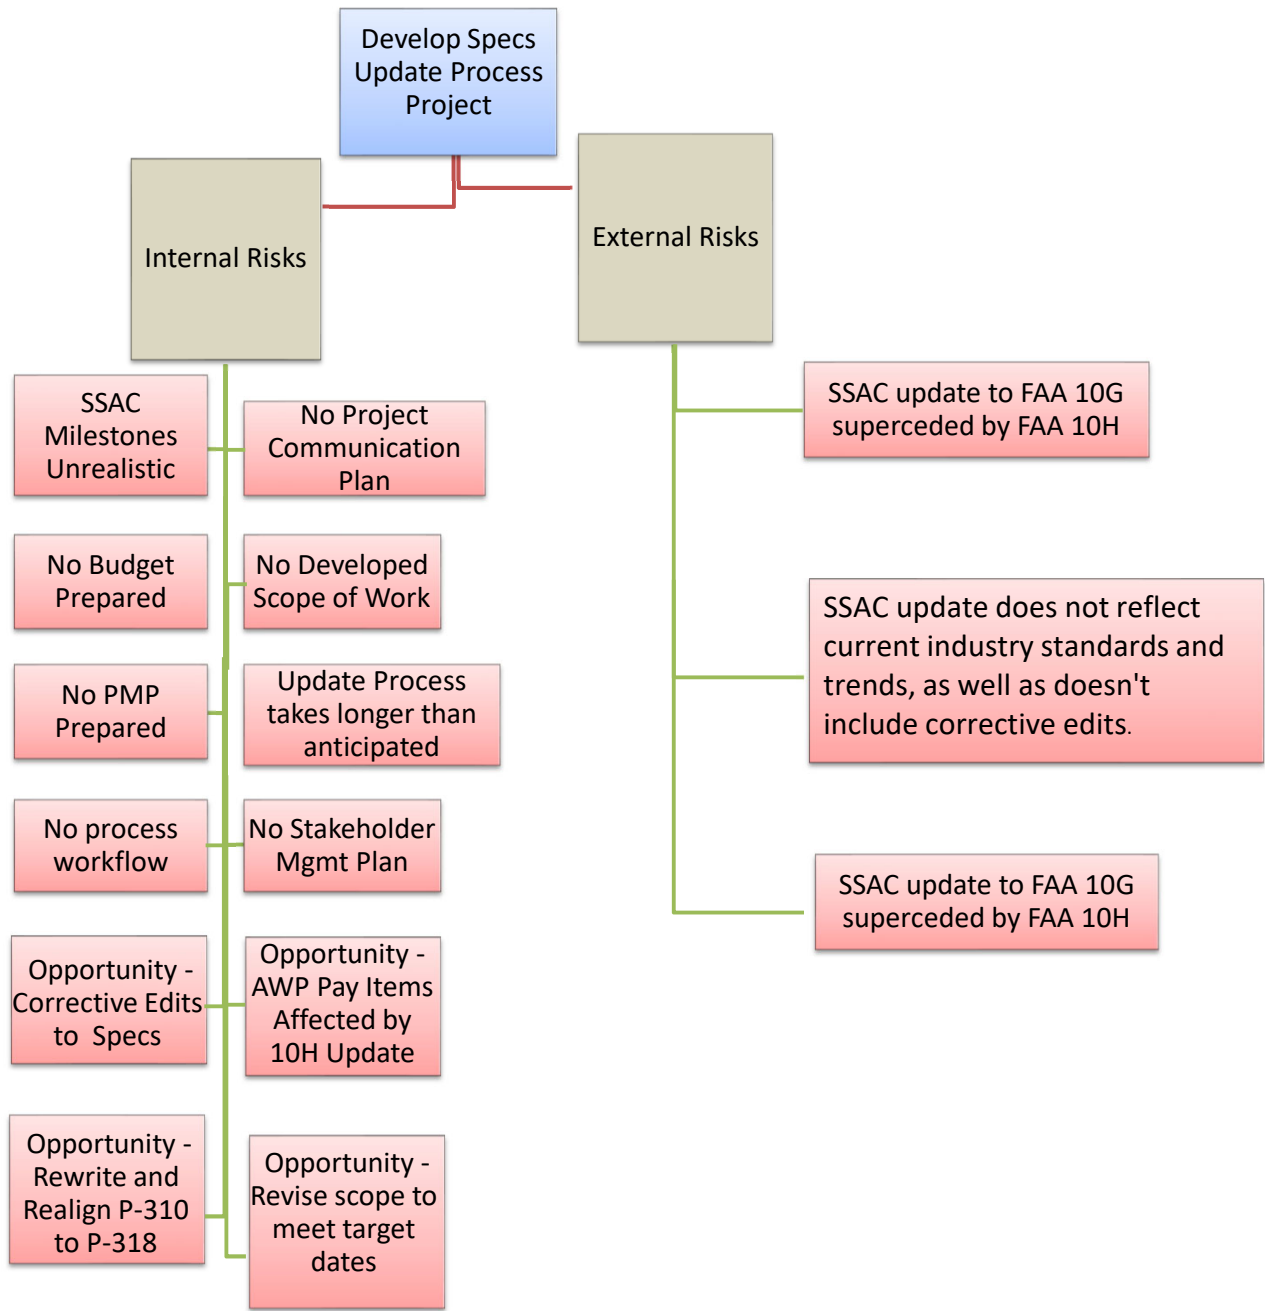 Develop Specs
Update Process
Project
Internal Risks
External Risks
SSAC
Milestones
Unrealistic
No Project
Communication
Plan
No Budget
Prepared
No Developed
Scope of Work
No PMP
Prepared
Update Process
takes longer than
anticipated
No process
workflow
No Stakeholder
Mgmt Plan
Opportunity -
Corrective Edits
to Specs
Opportunity -
AWP Pay Items
Affected by
10H Update
Opportunity -
Rewrite and
Realign P-310
to P-318
Opportunity -
Revise scope to
meet target
dates
SSAC update to FAA 10G
superceded by FAA 10H
SSAC update does not reflect
current industry standards and
trends, as well as doesn't
include corrective edits.
SSAC update to FAA 10G
superceded by FAA 10H